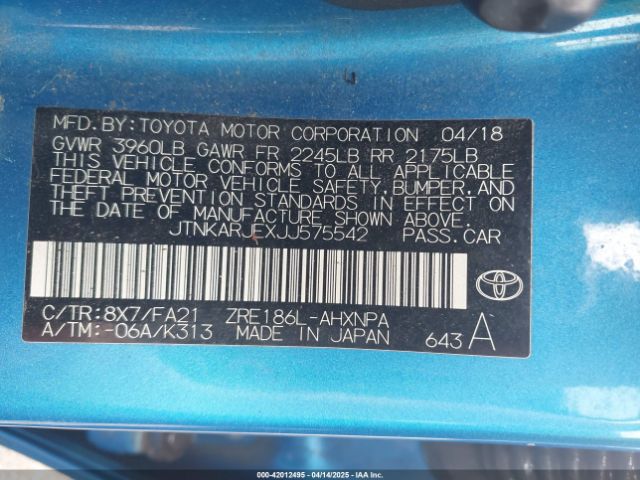 MFD. BY: TOYOTA MOTOR CORPORATION 04/18
GVWR 3960LB GAWR FR 2245LB RR 2175LB
THIS VEHICLE CONFORMS TO ALL APPLICABLE
FEDERAL MOTOR VEHICLE SAFETY, BUMPER, AND
THEFT PREVENTION STANDARDS IN EFFECT ON
THE DATE OF MANUFACTURE SHOWN ABOVE.
JTNKARJEXJJ575542 PASS. CAR
C/TR:8X7/FA21 ZRE186L-AHXNPA
A/TM:-06A/K313 MADE IN JAPAN 643 A
000-42012495 | 04/14/2025 | IAAI/ACES